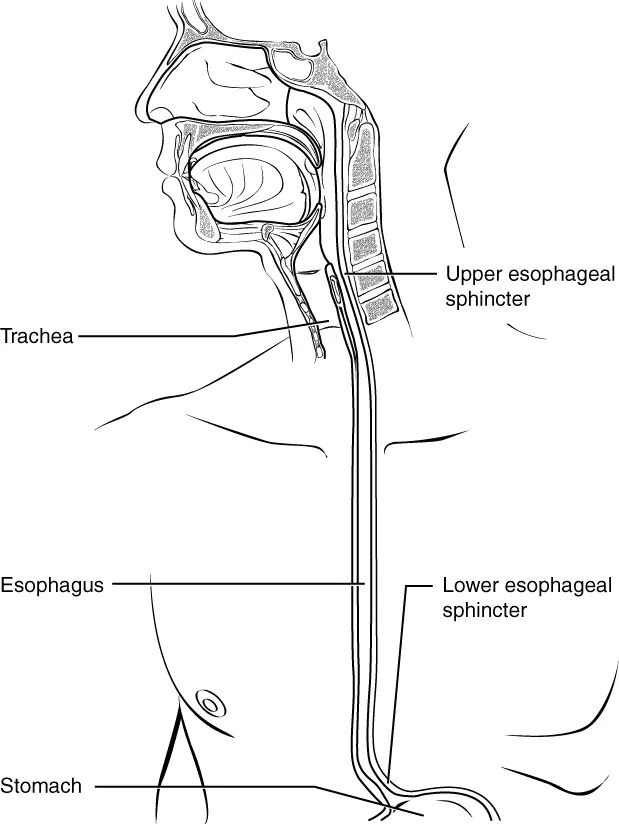 Upper esophageal
sphincter
Trachea
Esophagus
Lower esophageal
sphincter
Stomach